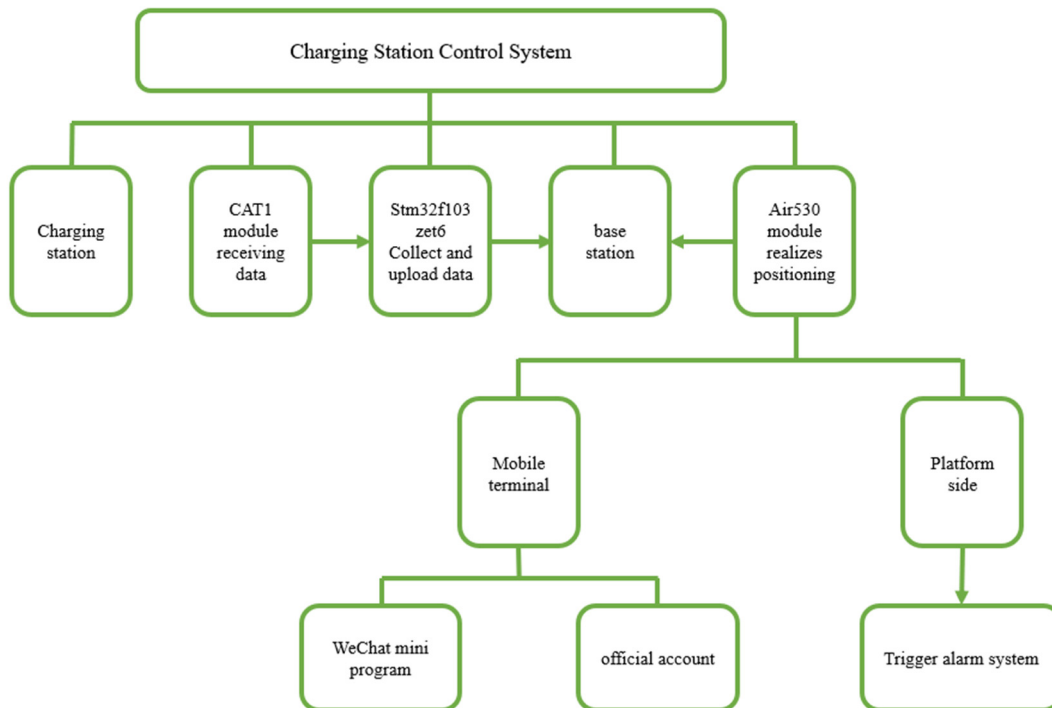 Charging Station Control System
Charging
station
CAT1
module
receiving
data
Stm32f103
zet6
Collect and
upload data
base
station
Air530
module
realizes
positioning
Mobile
terminal
Platform
side
WeChat mini
program
official account
Trigger alarm system